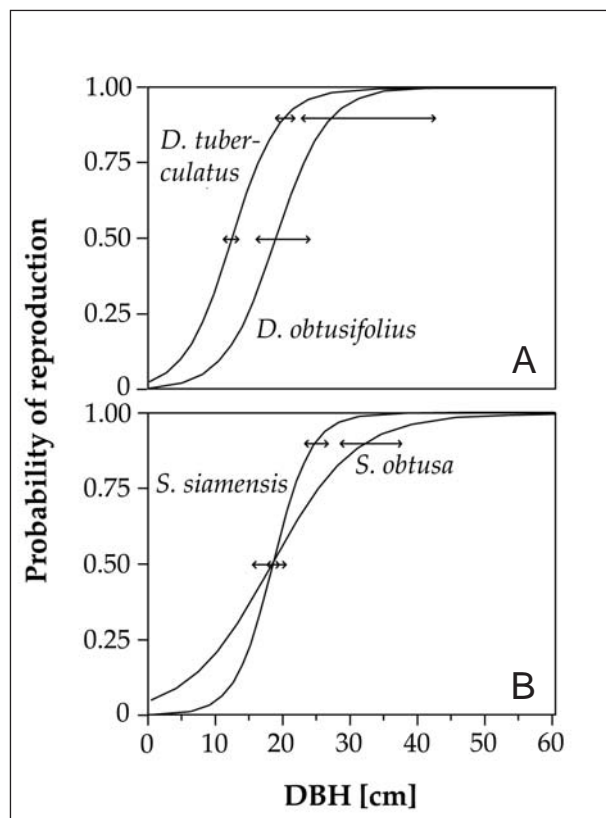 Probability of reproduction
1.00
0.75
0.50
0.25
0
D. tuber-
culatus
D. obtusifolius
A
1.00
0.75
0.50
0.25
0
S. siamensis
S. obtusa
B
0 10 20 30 40 50 60
DBH [cm]